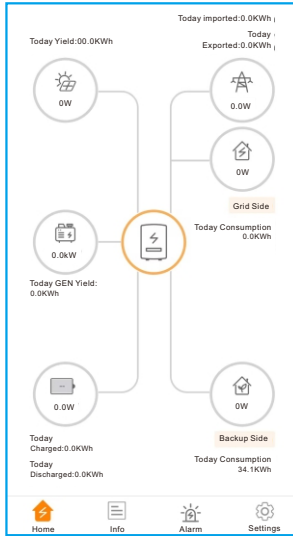 Today imported:0.0KWh
Today Yield:00.0KWh
Today
Exported:0.0KWh
0W
0.0W
0W
Grid Side
Today Consumption
0.0KWh
0.0kW
Today GEN Yield:
0.0KWh
0.0W
0W
Today
Charged:0.0KWh
Backup Side
Today
Discharged:0.0KWh
Today Consumption
34.1KWh
Home
Info
Alarm
Settings